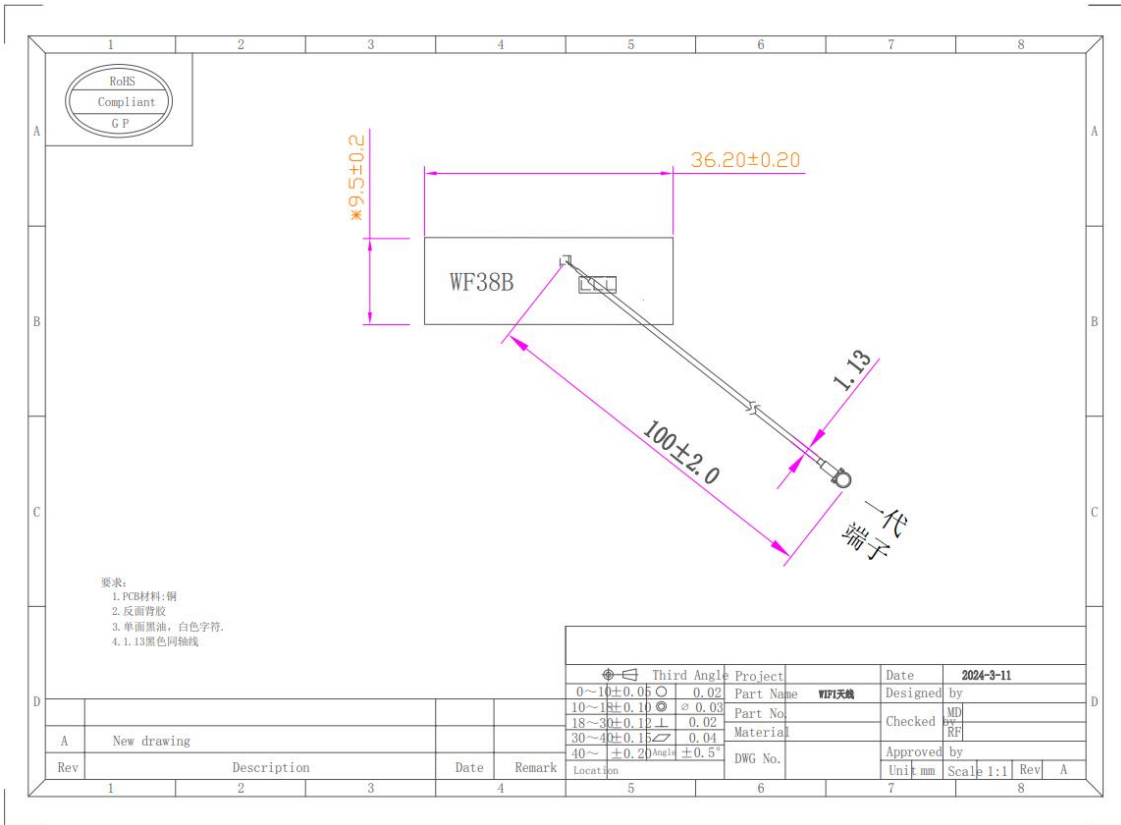 1 2 3 4 5 6 7 8
RoHS
Compliant
GP
A A
*9.5±0.2
36.20±0.20
WF38B
B B
1.13
100±2.0
C C
一代
端子
要求:
1.PCB材料:铜
2.反面背胶
3.单面黑油，白色字符.
4.1.13黑色同轴线
D D
Third Angle Project Date 2024-3-11
0～10±0.05 0.02 Part Name WIFI天线 Designed by
10～18±0.10 ⌀ 0.03 Part No. Checked by MD
18～30±0.12 ⊥ 0.02 Material RF
30～40±0.15 0.04
40～ ±0.20 Angle ±0.5° DWG No. Approved by
Location Unit mm Scale 1:1 Rev A
A New drawing
Rev Description Date Remark
1 2 3 4 5 6 7 8